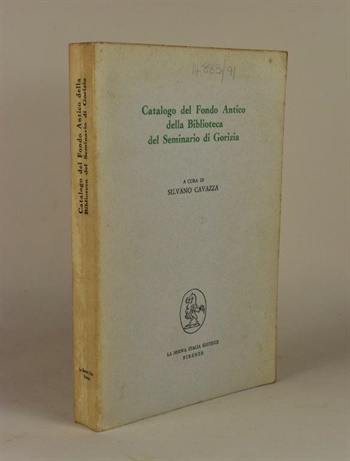 Catalogo del Fondo Antico della
Biblioteca del Seminario di Gorizia
Catalogo del Fondo Antico
della Biblioteca
del Seminario di Gorizia
A CURA DI
SILVANO CAVAZZA
LA NUOVA ITALIA EDITRICE
FIRENZE